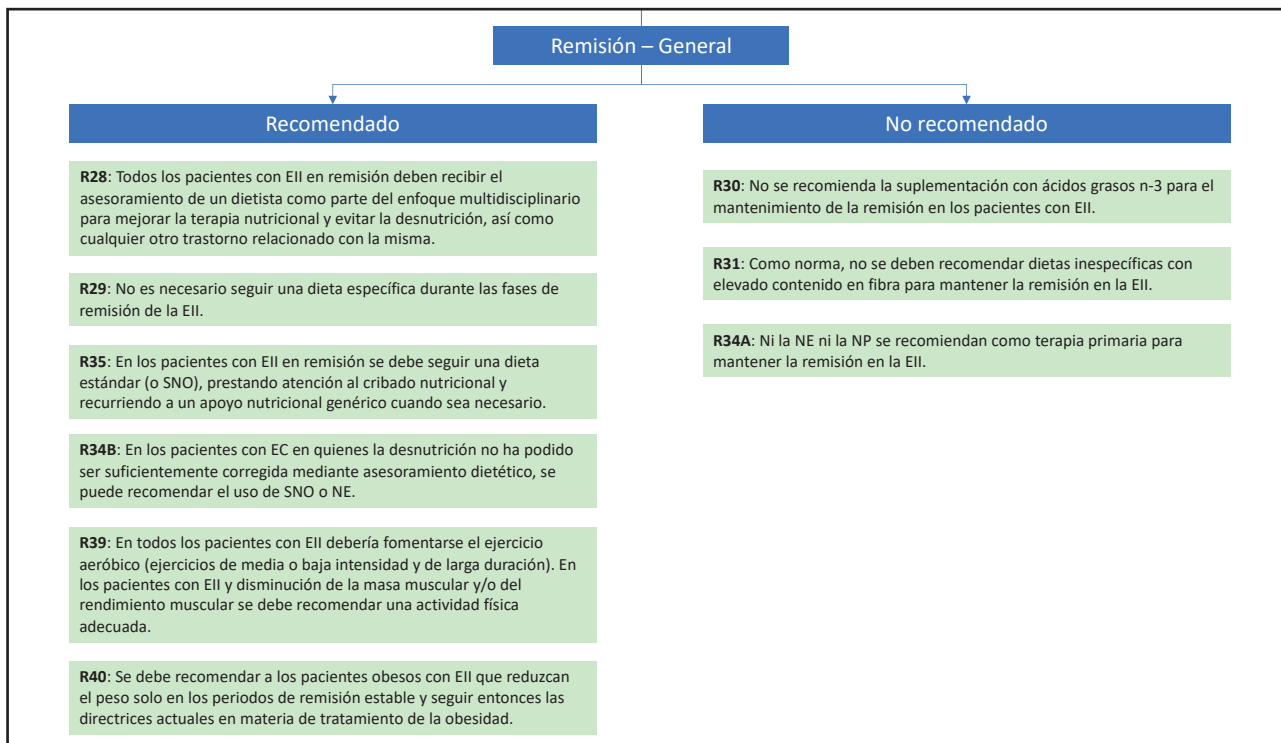 Remisión – General
Recomendado
R28: Todos los pacientes con EII en remisión deben recibir el
asesoramiento de un dietista como parte del enfoque multidisciplinario
para mejorar la terapia nutricional y evitar la desnutrición, así como
cualquier otro trastorno relacionado con la misma.
R29: No es necesario seguir una dieta específica durante las fases de
remisión de la EII.
R35: En los pacientes con EII en remisión se debe seguir una dieta
estándar (o SNO), prestando atención al cribado nutricional y
recurriendo a un apoyo nutricional genérico cuando sea necesario.
R34B: En los pacientes con EC en quienes la desnutrición no ha podido
ser suficientemente corregida mediante asesoramiento dietético, se
puede recomendar el uso de SNO o NE.
R39: En todos los pacientes con EII debería fomentarse el ejercicio
aeróbico (ejercicios de media o baja intensidad y de larga duración). En
los pacientes con EII y disminución de la masa muscular y/o del
rendimiento muscular se debe recomendar una actividad física
adecuada.
R40: Se debe recomendar a los pacientes obesos con EII que reduzcan
el peso solo en los periodos de remisión estable y seguir entonces las
directrices actuales en materia de tratamiento de la obesidad.
No recomendado
R30: No se recomienda la suplementación con ácidos grasos n-3 para el
mantenimiento de la remisión en los pacientes con EII.
R31: Como norma, no se deben recomendar dietas inespecíficas con
elevado contenido en fibra para mantener la remisión en la EII.
R34A: Ni la NE ni la NP se recomiendan como terapia primaria para
mantener la remisión en la EII.